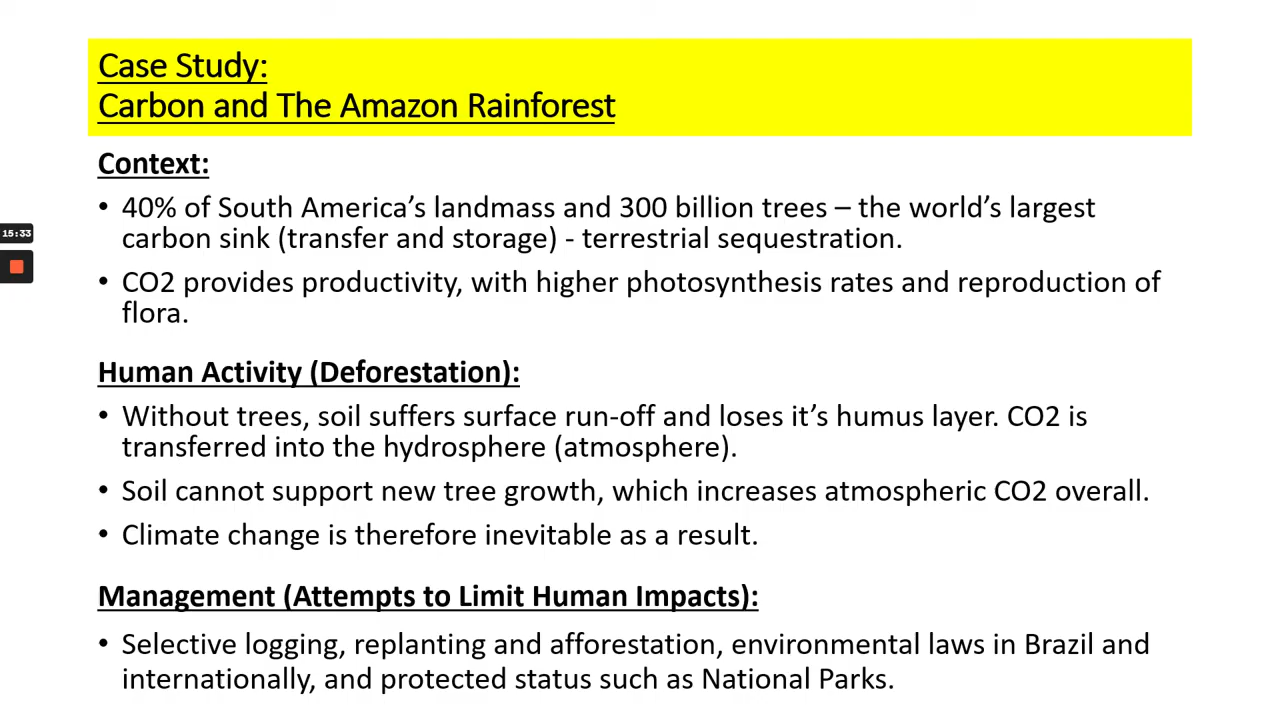 Case Study:
Carbon and The Amazon Rainforest
Context:
• 40% of South America's landmass and 300 billion trees – the world's largest
carbon sink (transfer and storage) - terrestrial sequestration.
• CO2 provides productivity, with higher photosynthesis rates and reproduction of
flora.
15:33
Human Activity (Deforestation):
• Without trees, soil suffers surface run-off and loses it's humus layer. CO2 is
transferred into the hydrosphere (atmosphere).
• Soil cannot support new tree growth, which increases atmospheric CO2 overall.
• Climate change is therefore inevitable as a result.
Management (Attempts to Limit Human Impacts):
• Selective logging, replanting and afforestation, environmental laws in Brazil and
internationally, and protected status such as National Parks.